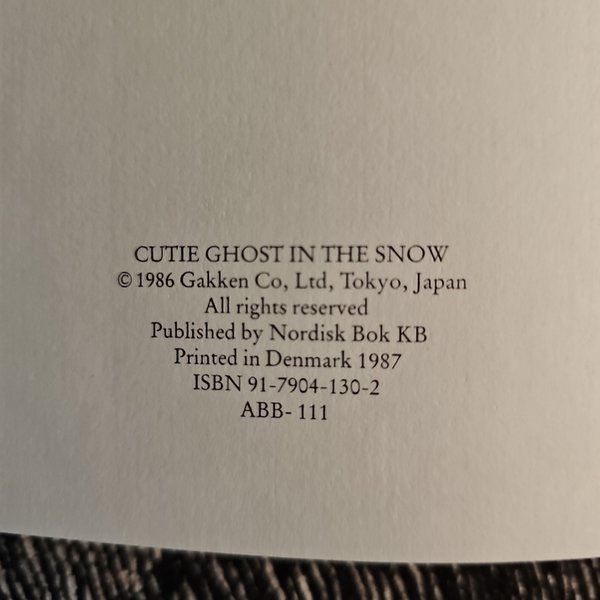 CUTIE GHOST IN THE SNOW
© 1986 Gakken Co, Ltd, Tokyo, Japan
All rights reserved
Published by Nordisk Bok KB
Printed in Denmark 1987
ISBN 91-7904-130-2
ABB- 111